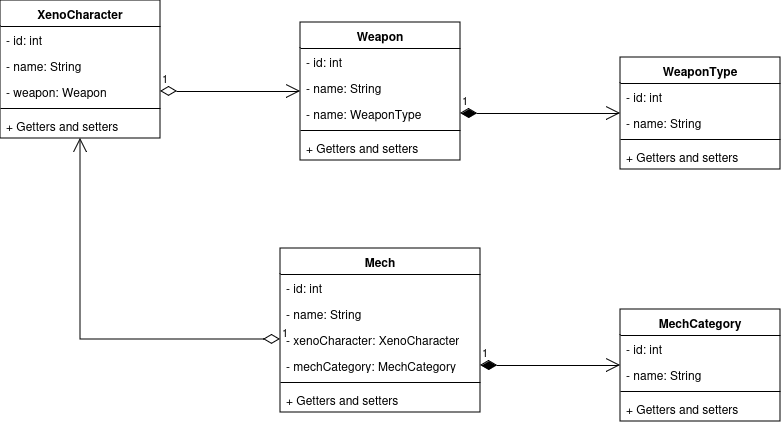 XenoCharacter
- id: int
- name: String
- weapon: Weapon
+ Getters and setters
1
Weapon
- id: int
- name: String
- name: WeaponType
+ Getters and setters
1
WeaponType
- id: int
- name: String
+ Getters and setters
Mech
- id: int
- name: String
- xenoCharacter: XenoCharacter
- mechCategory: MechCategory
+ Getters and setters
1
1
MechCategory
- id: int
- name: String
+ Getters and setters